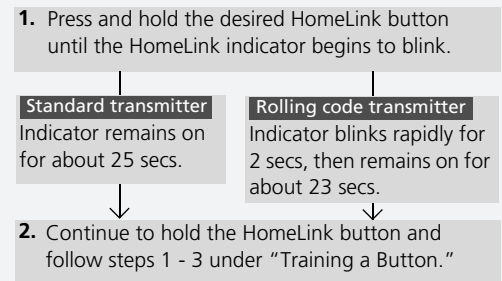 1. Press and hold the desired HomeLink button
until the HomeLink indicator begins to blink.
Standard transmitter
Indicator remains on
for about 25 secs.
Rolling code transmitter
Indicator blinks rapidly for
2 secs, then remains on for
about 23 secs.
2. Continue to hold the HomeLink button and
follow steps 1 - 3 under “Training a Button.”